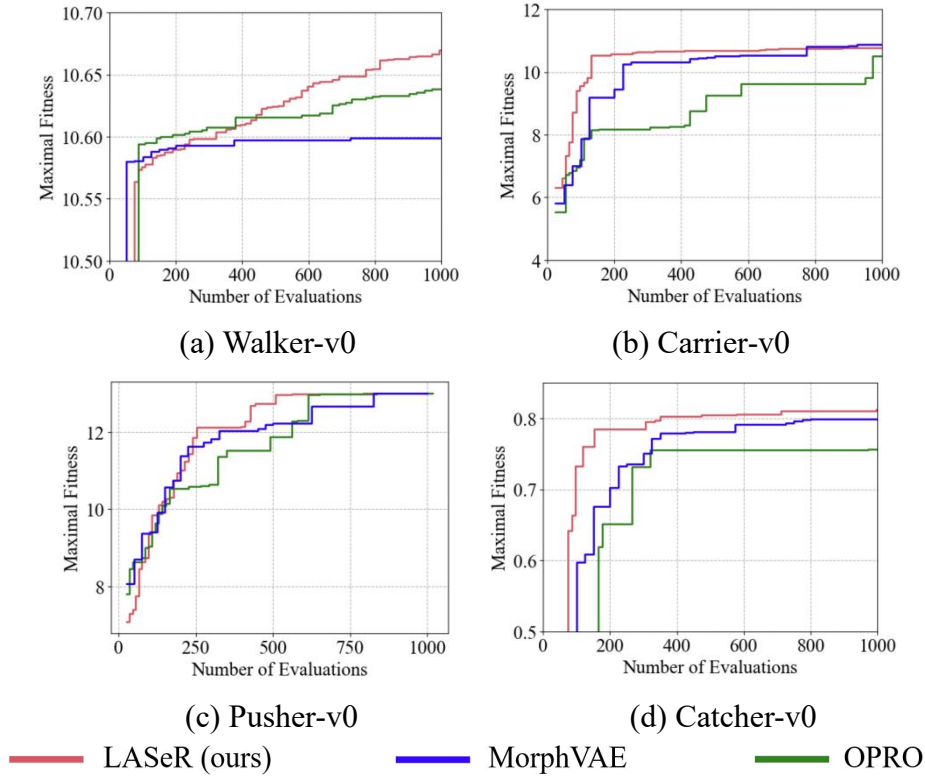 10.70
10.65
10.60
10.55
10.50
Maximal Fitness
0 200 400 600 800 1000
Number of Evaluations
(a) Walker-v0
12
10
8
6
4
Maximal Fitness
0 200 400 600 800 1000
Number of Evaluations
(b) Carrier-v0
12
10
8
Maximal Fitness
0 250 500 750 1000
Number of Evaluations
(c) Pusher-v0
0.8
0.7
0.6
0.5
Maximal Fitness
0 200 400 600 800 1000
Number of Evaluations
(d) Catcher-v0
LASeR (ours) MorphVAE OPRO